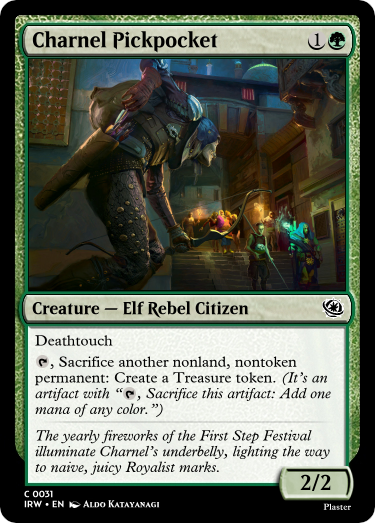 Charnel Pickpocket 1
Creature — Elf Rebel Citizen
Deathtouch
, Sacrifice another nonland, nontoken
permanent: Create a Treasure token. (It's an
artifact with “, Sacrifice this artifact: Add one
mana of any color.”)
The yearly fireworks of the First Step Festival
illuminate Charnel's underbelly, lighting the way
to naive, juicy Royalist marks.
2/2
C 0031
IRW • EN Aldo Katayanagi
Plaster